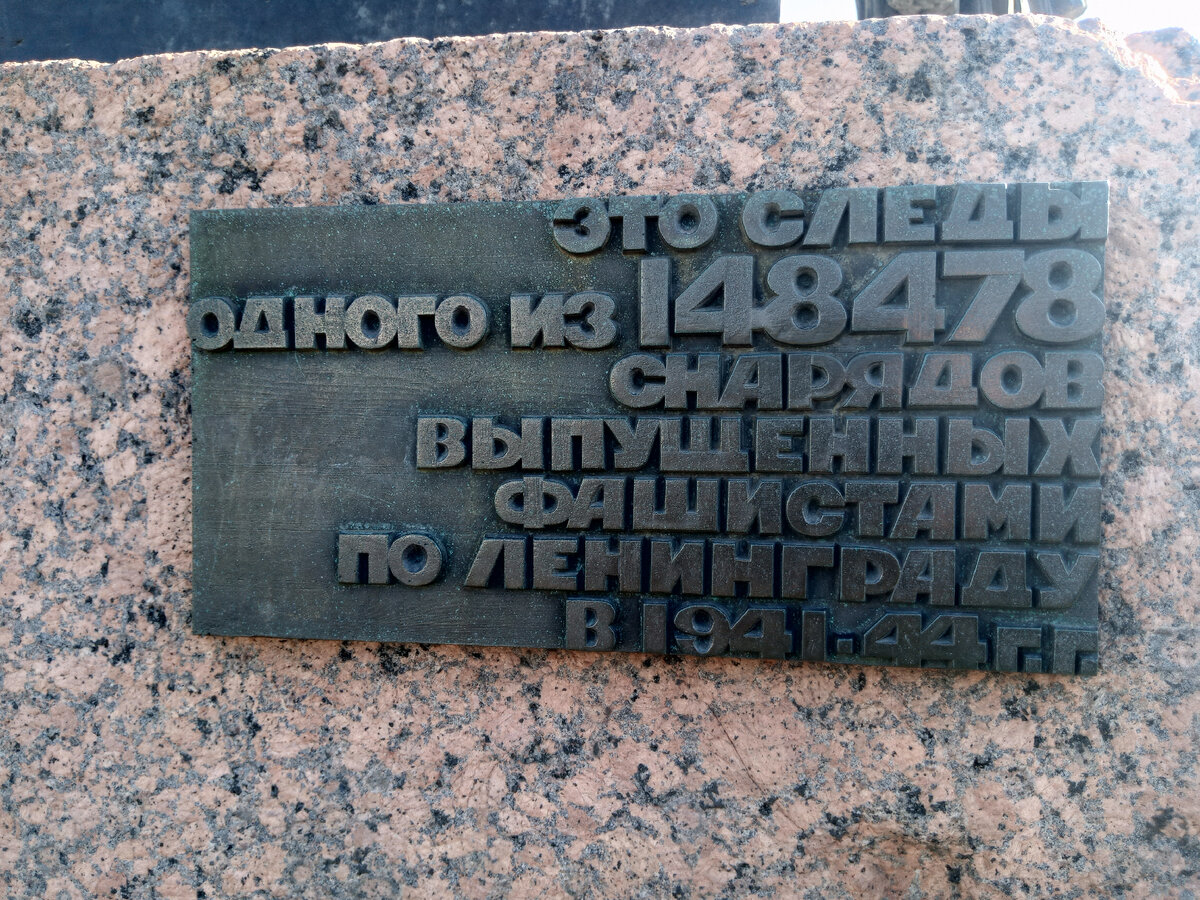 ЭТО СЛЕДЫ
ОДНОГО ИЗ 148478
СНАРЯДОВ
ВЫПУЩЕННЫХ
ФАШИСТАМИ
ПО ЛЕНИНГРАДУ
В 1941-44 г.г.